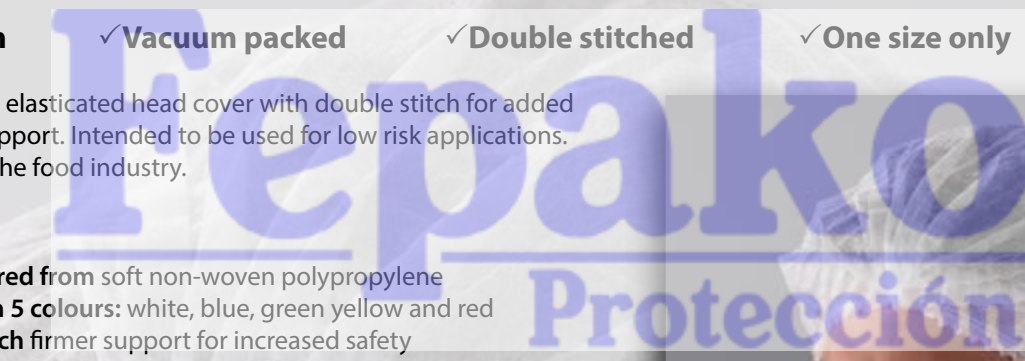 ✓Vacuum packed ✓Double stitched ✓One size only
elasticated head cover with double stitch for added
pport. Intended to be used for low risk applications.
he food industry.
red from soft non-woven polypropylene
5 colours: white, blue, green yellow and red
ch firmer support for increased safety
Fepako
Protección